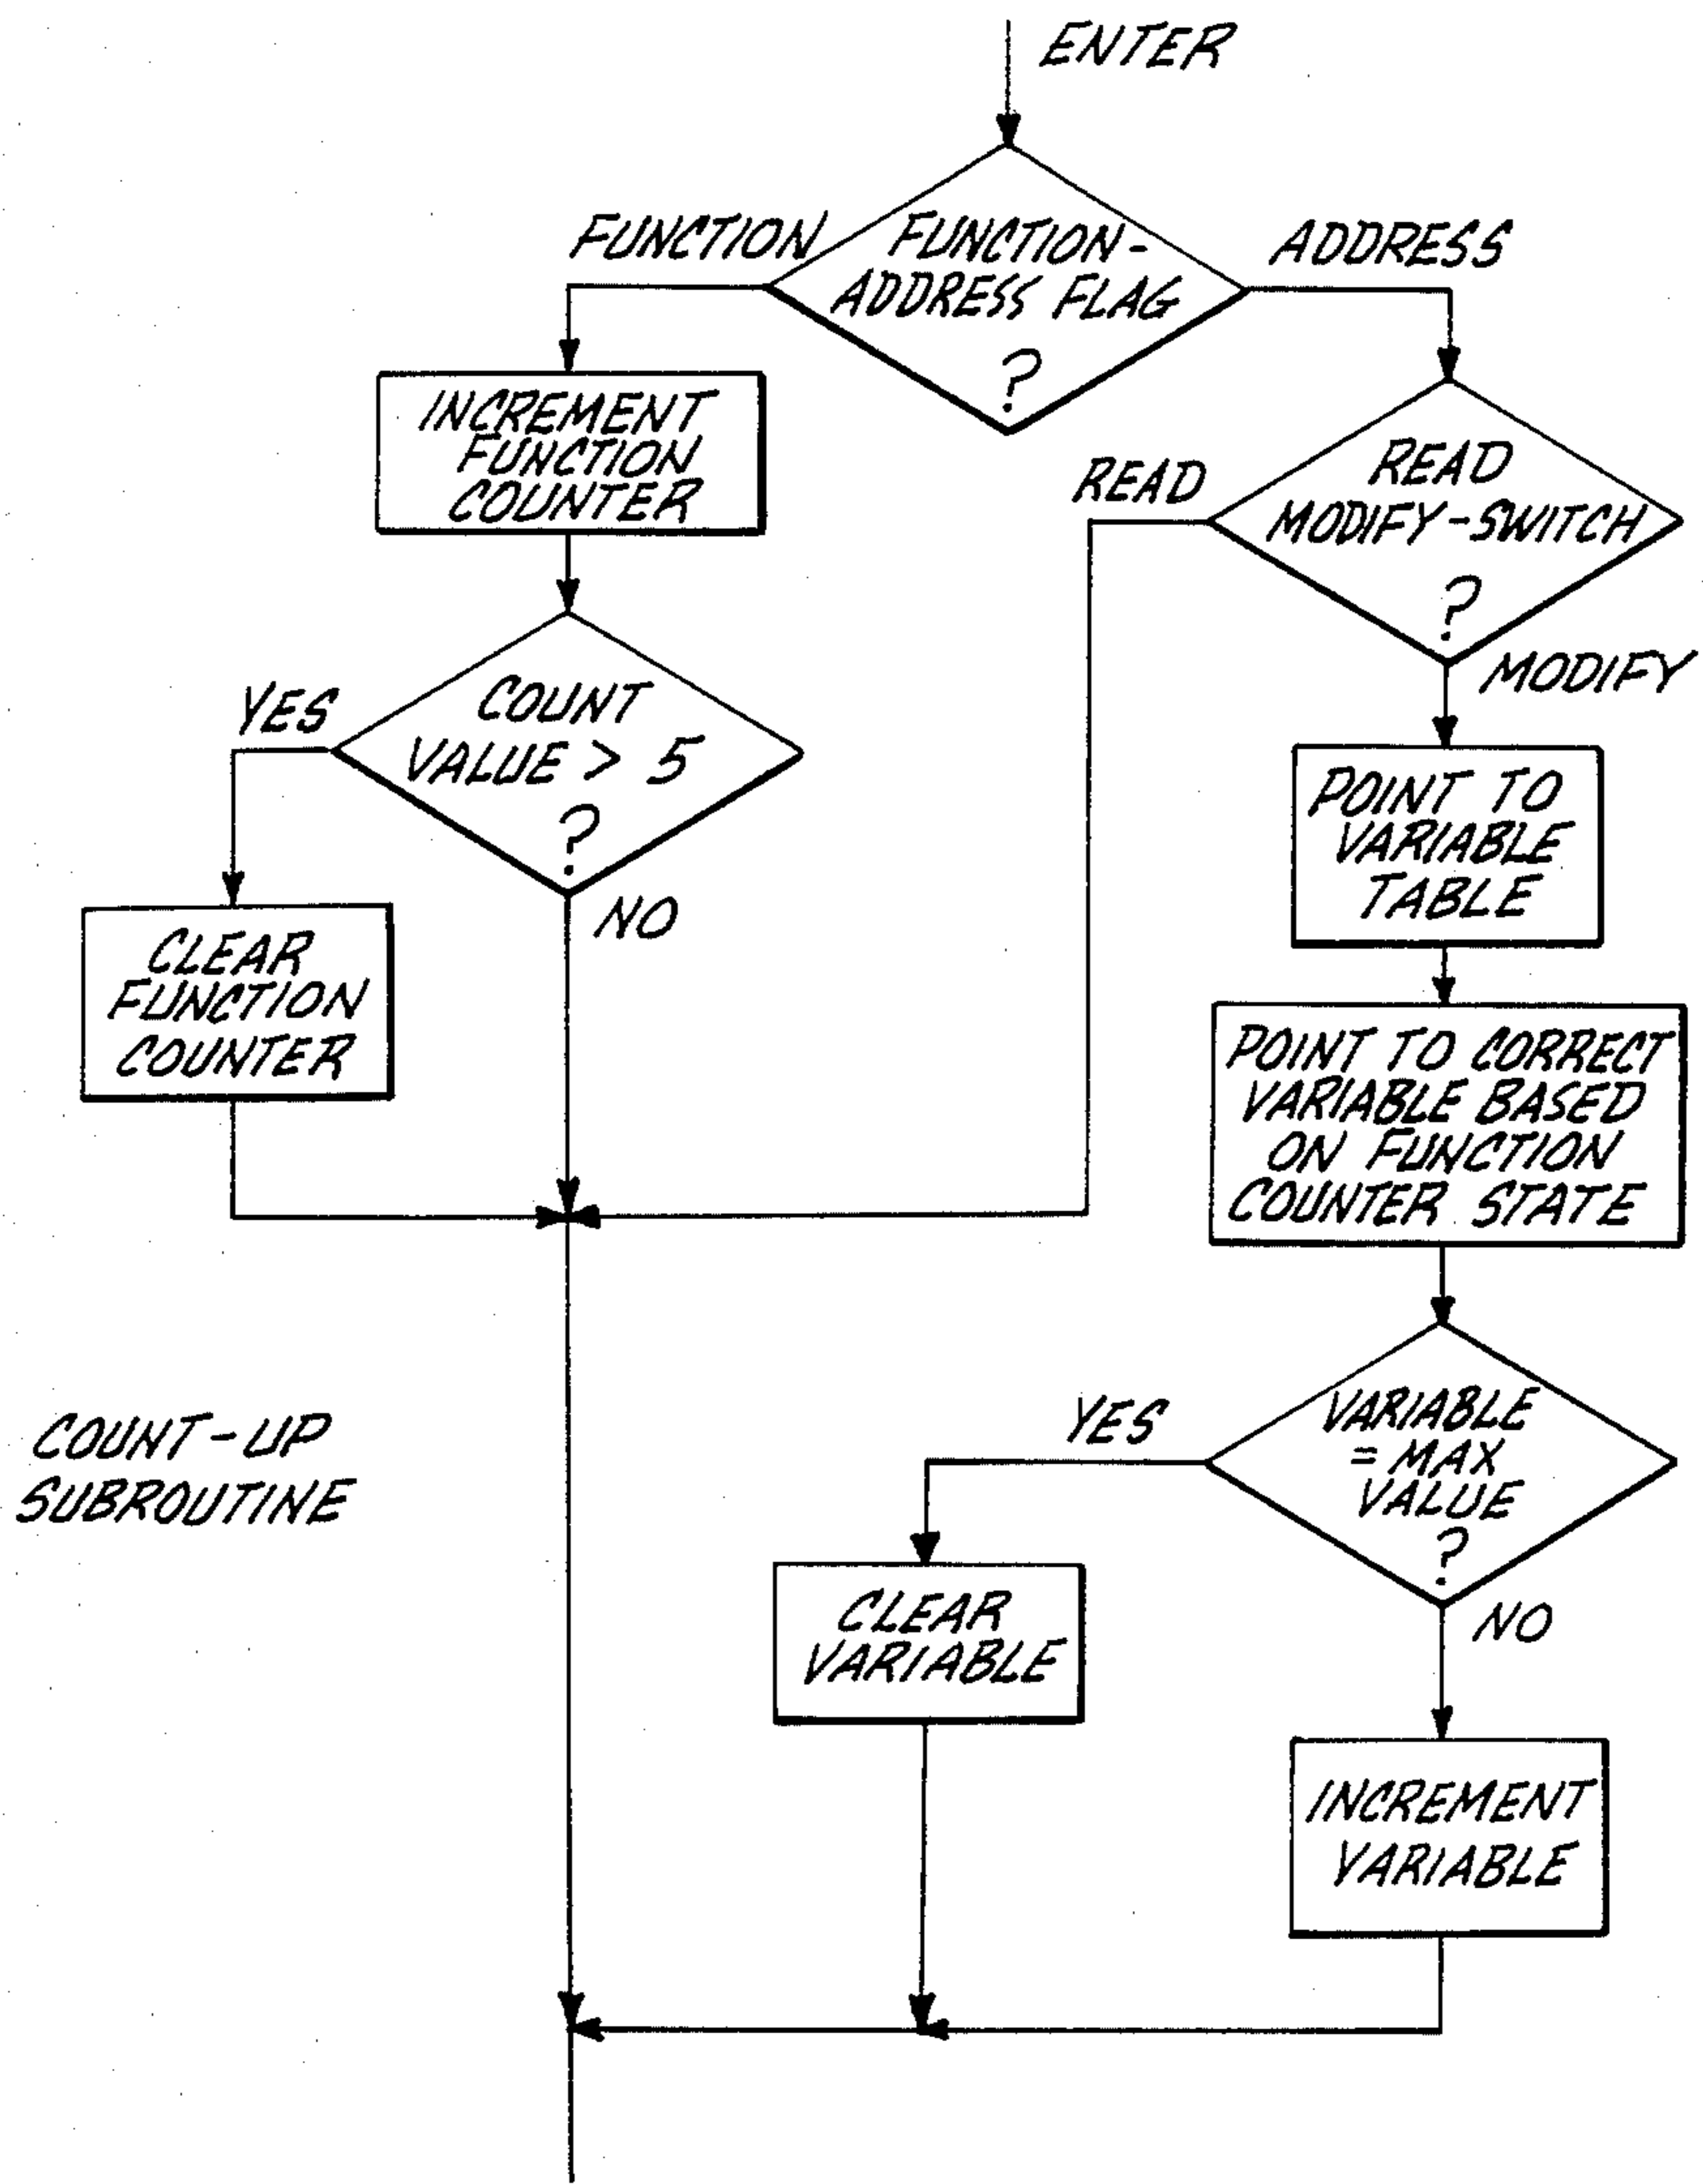 ENTER
FUNCTION
FUNCTION-
ADDRESS FLAG
?
ADDRESS
INCREMENT
FUNCTION
COUNTER
READ
READ
MODIFY-SWITCH
?
MODIFY
YES
COUNT
VALUE > 5
?
NO
POINT TO
VARIABLE
TABLE
CLEAR
FUNCTION
COUNTER
POINT TO CORRECT
VARIABLE BASED
ON FUNCTION
COUNTER STATE
COUNT-UP
SUBROUTINE
YES
VARIABLE
= MAX
VALUE
?
NO
CLEAR
VARIABLE
INCREMENT
VARIABLE